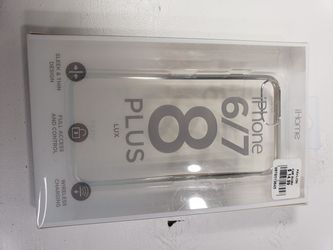 iHome
iPhone
6/7
8
PLUS
LUX
SLEEK & THIN
DESIGN
FULL ACCESS
AND CONTROL
WIRELESS
CHARGING